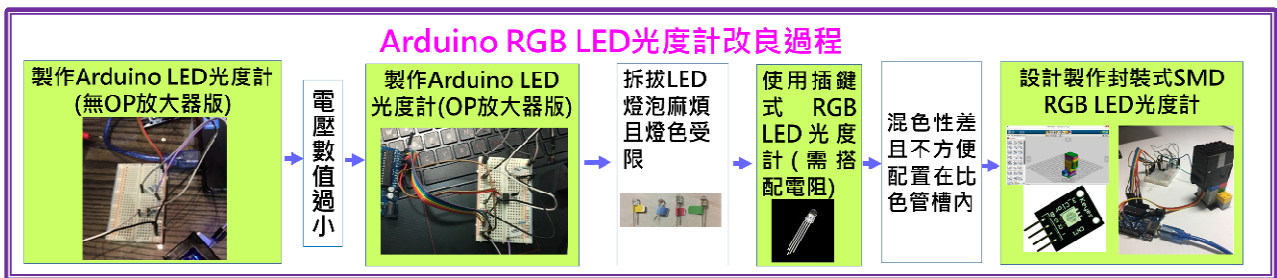 Arduino RGB LED光度計改良過程
製作Arduino LED光度計
(無OP放大器版)
電
壓
數
值
過
小
製作Arduino LED
光度計(OP放大器版)
拆拔LED
燈泡麻煩
且燈色受
限
使用插鍵
式 RGB
LED光度
計(需搭
配電阻)
混色性差
且不方便
配置在比
色管槽內
設計製作封裝式SMD
RGB LED光度計